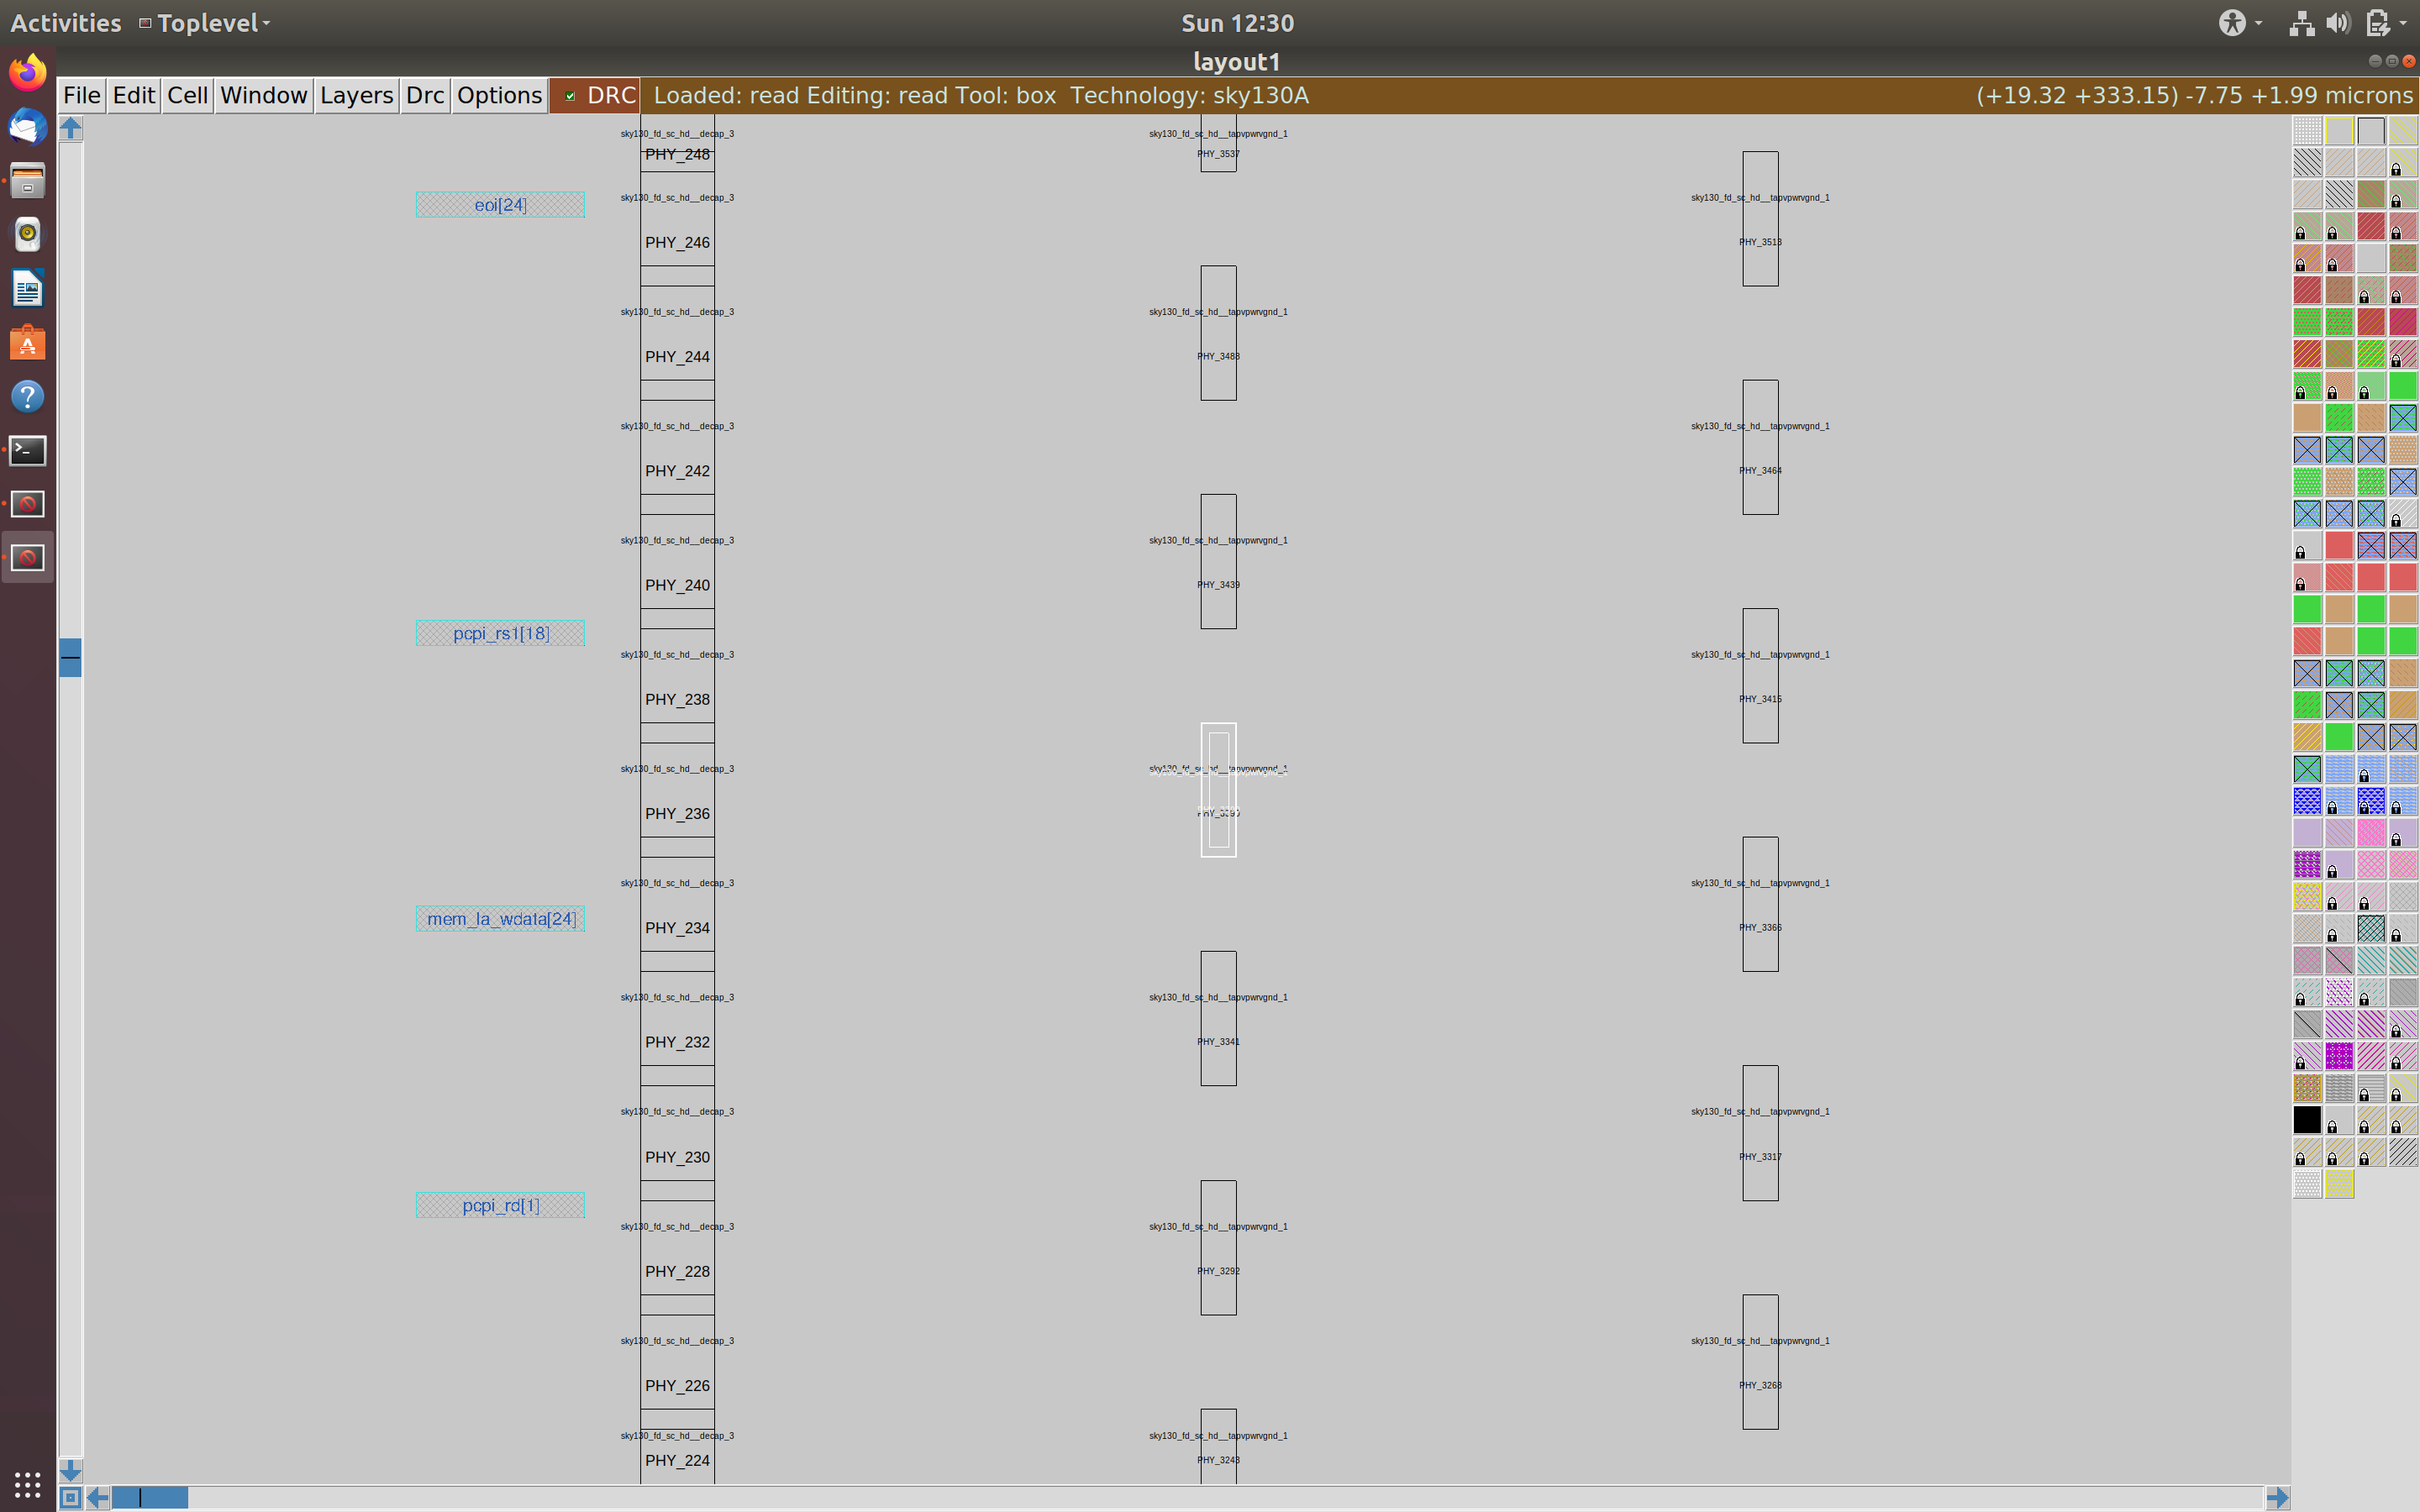 Activities Toplevel Sun 12:30
layout1
File Edit Cell Window Layers Drc Options DRC Loaded: read Editing: read Tool: box Technology: sky130A (+19.32 +333.15) -7.75 +1.99 microns
sky130_fd_sc_hd__decap_3 sky130_fd_sc_hd__tapvpwrvgnd_1
PHY_248 PHY_3537
sky130_fd_sc_hd__decap_3 sky130_fd_sc_hd__tapvpwrvgnd_1
eoi[24]
PHY_246 PHY_3513
sky130_fd_sc_hd__decap_3 sky130_fd_sc_hd__tapvpwrvgnd_1
PHY_244 PHY_3488
sky130_fd_sc_hd__decap_3 sky130_fd_sc_hd__tapvpwrvgnd_1
PHY_242 PHY_3464
sky130_fd_sc_hd__decap_3 sky130_fd_sc_hd__tapvpwrvgnd_1
PHY_240 PHY_3439
pcpi_rs1[18]
sky130_fd_sc_hd__decap_3 sky130_fd_sc_hd__tapvpwrvgnd_1
PHY_238 PHY_3415
sky130_fd_sc_hd__decap_3 sky130_fd_sc_hd__tapvpwrvgnd_1
PHY_236 PHY_3390
sky130_fd_sc_hd__decap_3 sky130_fd_sc_hd__tapvpwrvgnd_1
mem_la_wdata[24]
PHY_234 PHY_3366
sky130_fd_sc_hd__decap_3 sky130_fd_sc_hd__tapvpwrvgnd_1
PHY_232 PHY_3341
sky130_fd_sc_hd__decap_3 sky130_fd_sc_hd__tapvpwrvgnd_1
PHY_230 PHY_3317
pcpi_rd[1]
sky130_fd_sc_hd__decap_3 sky130_fd_sc_hd__tapvpwrvgnd_1
PHY_228 PHY_3292
sky130_fd_sc_hd__decap_3 sky130_fd_sc_hd__tapvpwrvgnd_1
PHY_226 PHY_3268
sky130_fd_sc_hd__decap_3 sky130_fd_sc_hd__tapvpwrvgnd_1
PHY_224 PHY_3243